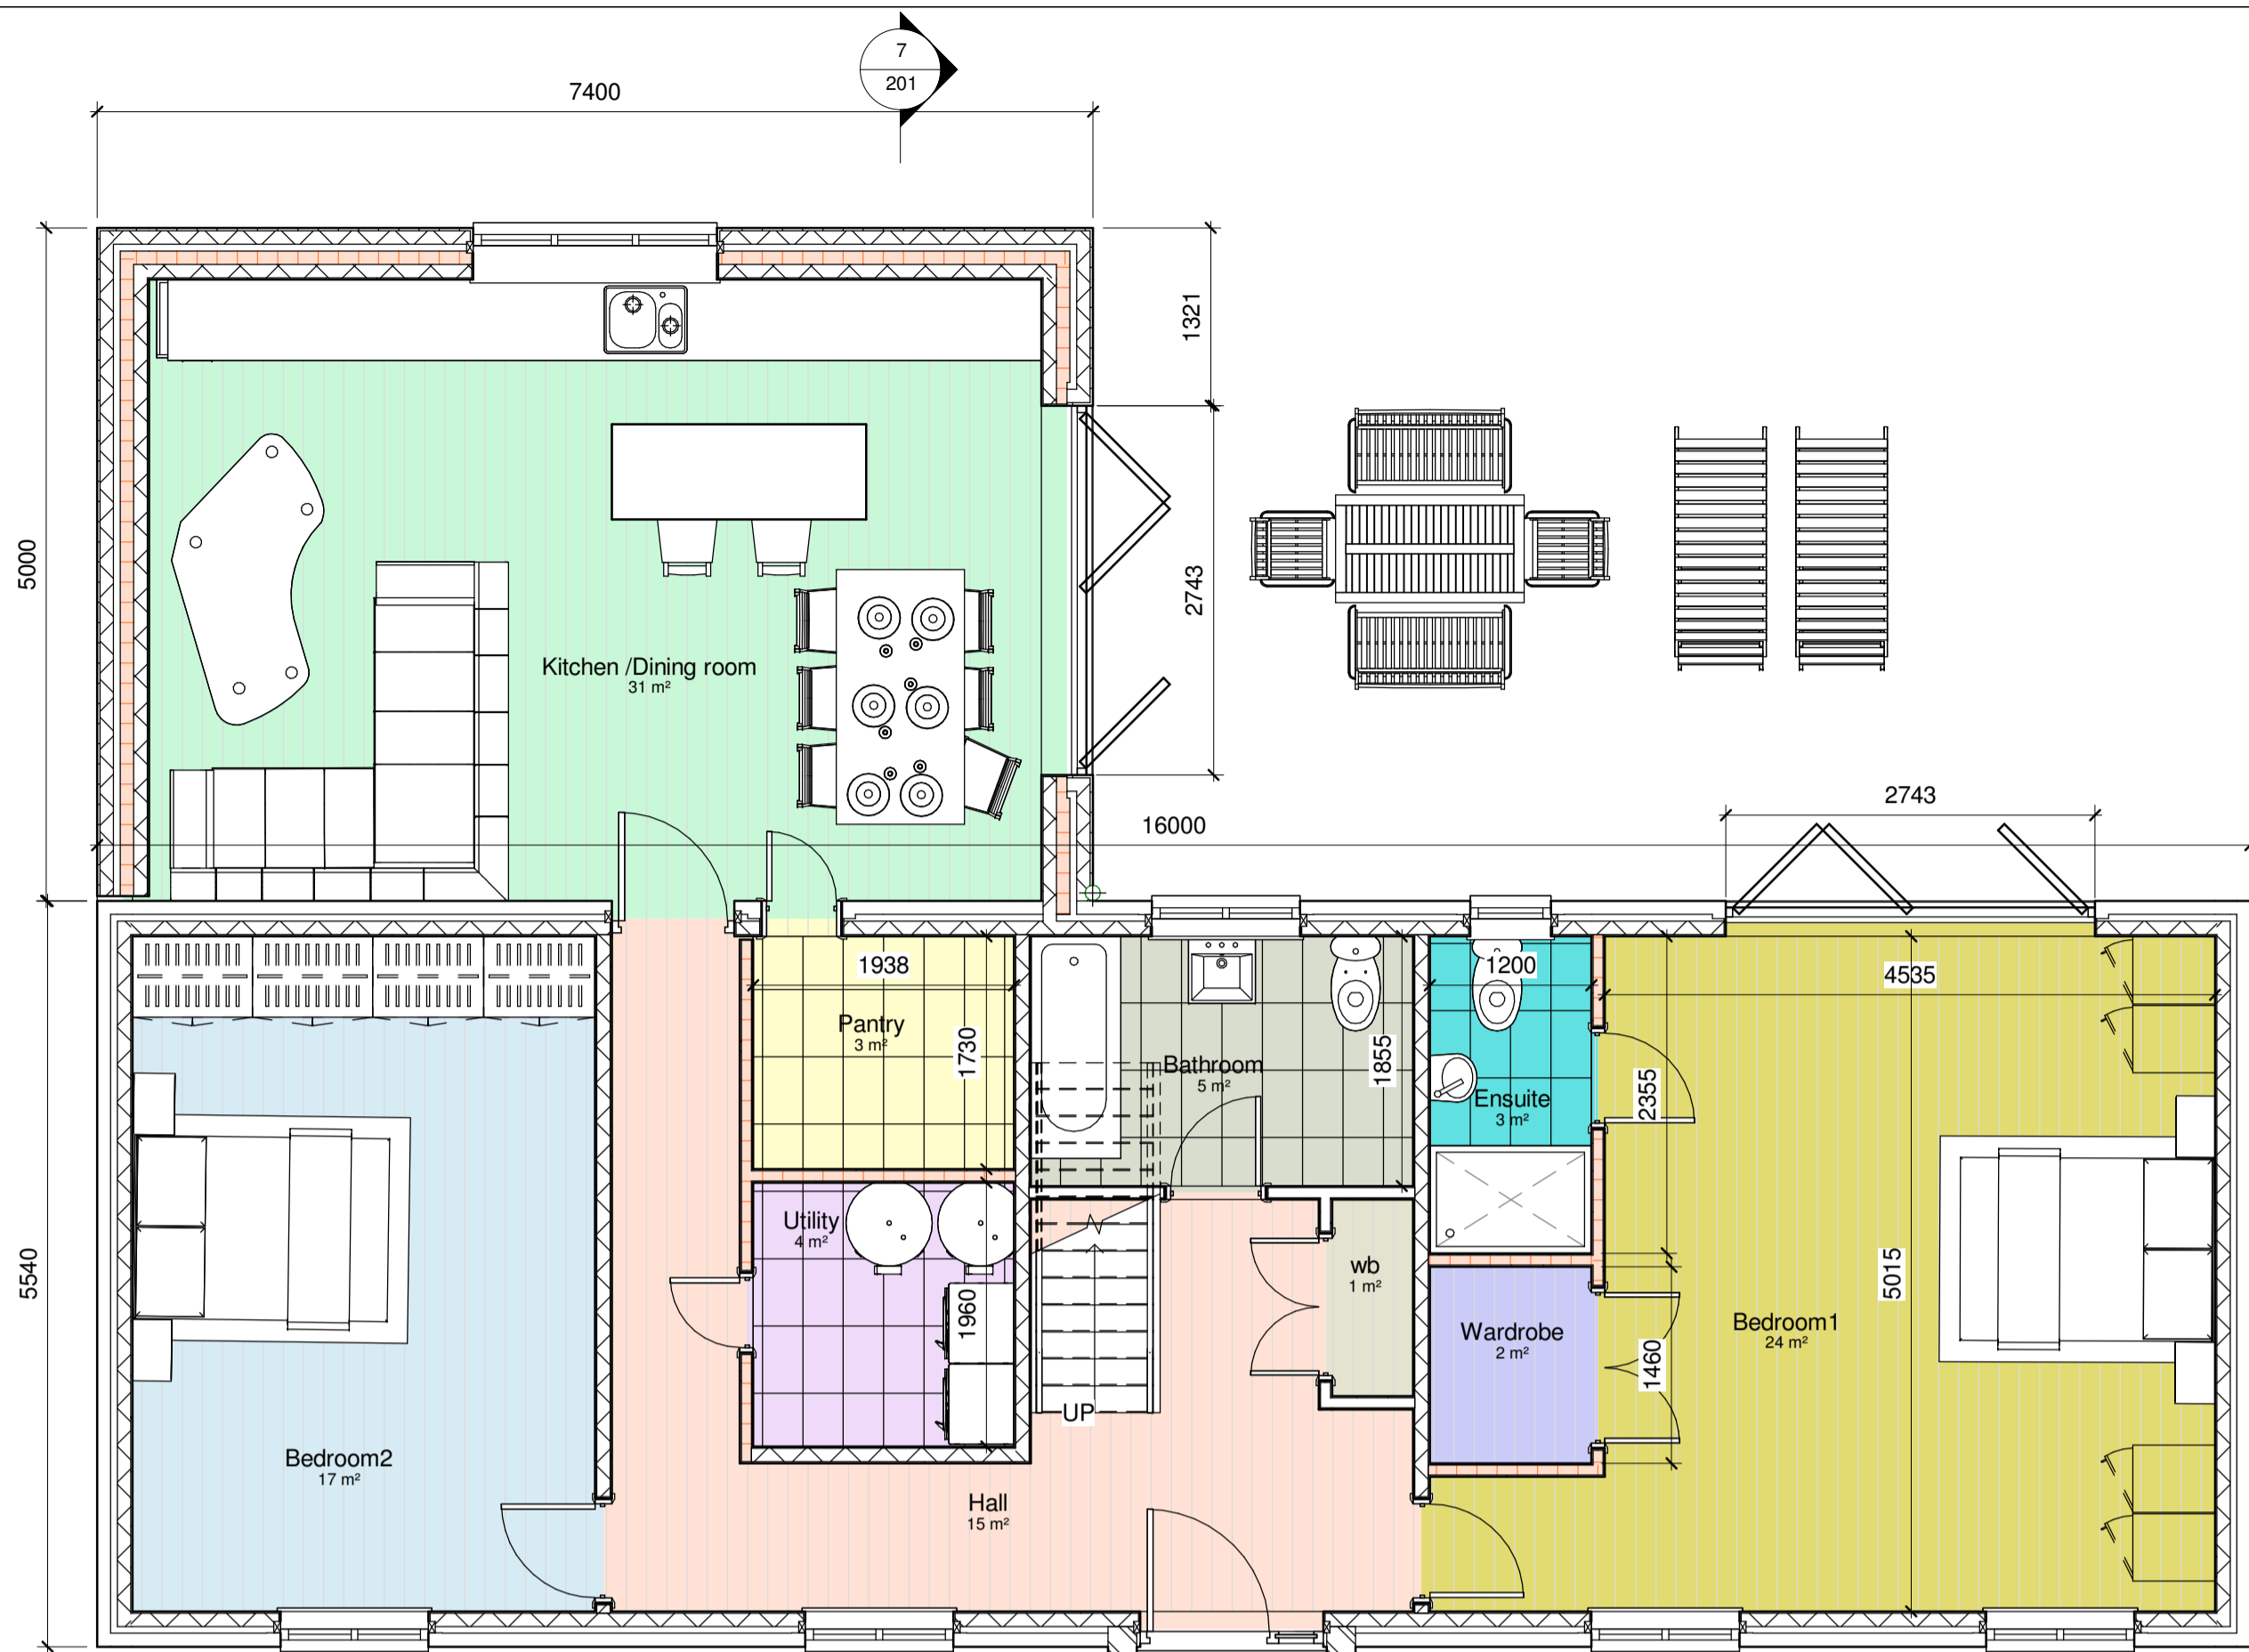 7
201
7400
5000
1321
2743
Kitchen /Dining room
31 m²
16000
2743
1938
1200
4535
Pantry
3 m²
1730
Bathroom
5 m²
1855
Ensuite
3 m²
2355
5540
Utility
4 m²
1960
wb
1 m²
5015
Wardrobe
2 m²
1460
Bedroom1
24 m²
UP
Bedroom2
17 m²
Hall
15 m²